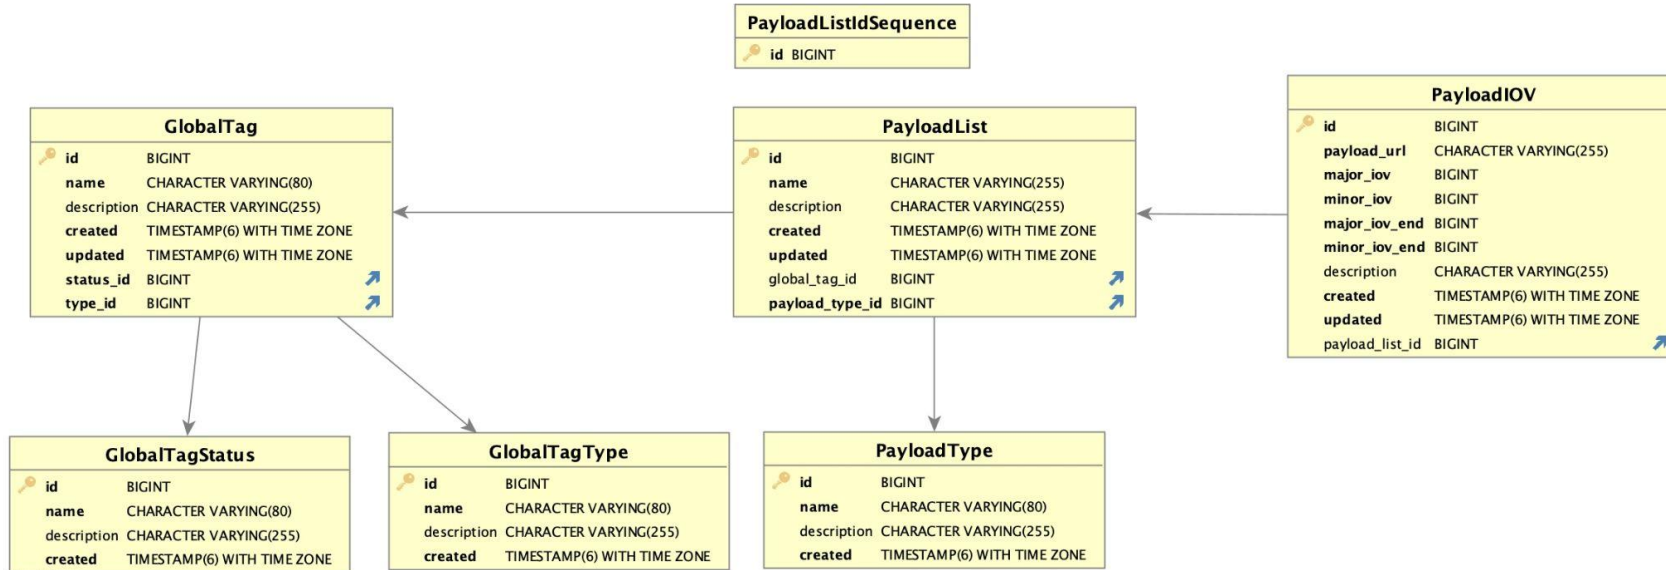 PayloadListIdSequence
id BIGINT
GlobalTag
id BIGINT
name CHARACTER VARYING(80)
description CHARACTER VARYING(255)
created TIMESTAMP(6) WITH TIME ZONE
updated TIMESTAMP(6) WITH TIME ZONE
status_id BIGINT
type_id BIGINT
PayloadList
id BIGINT
name CHARACTER VARYING(255)
description CHARACTER VARYING(255)
created TIMESTAMP(6) WITH TIME ZONE
updated TIMESTAMP(6) WITH TIME ZONE
global_tag_id BIGINT
payload_type_id BIGINT
PayloadIOV
id BIGINT
payload_url CHARACTER VARYING(255)
major_iov BIGINT
minor_iov BIGINT
major_iov_end BIGINT
minor_iov_end BIGINT
description CHARACTER VARYING(255)
created TIMESTAMP(6) WITH TIME ZONE
updated TIMESTAMP(6) WITH TIME ZONE
payload_list_id BIGINT
GlobalTagStatus
id BIGINT
name CHARACTER VARYING(80)
description CHARACTER VARYING(255)
created TIMESTAMP(6) WITH TIME ZONE
GlobalTagType
id BIGINT
name CHARACTER VARYING(80)
description CHARACTER VARYING(255)
created TIMESTAMP(6) WITH TIME ZONE
PayloadType
id BIGINT
name CHARACTER VARYING(80)
description CHARACTER VARYING(255)
created TIMESTAMP(6) WITH TIME ZONE